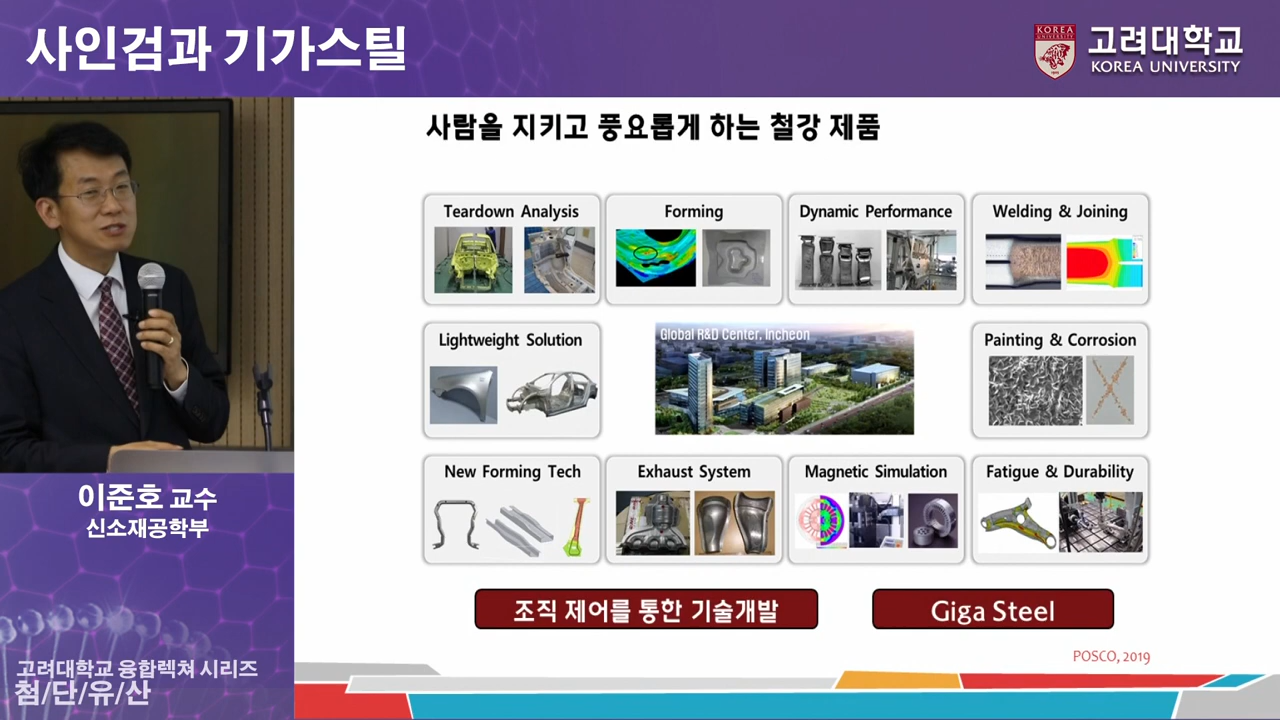 사인검과 기가스틸
KOREA
UNIVERSITY
고려대학교
KOREA UNIVERSITY
사람을 지키고 풍요롭게 하는 철강 제품
Teardown Analysis
Forming
Dynamic Performance
Welding & Joining
Lightweight Solution
Global R&D Center, Incheon
Painting & Corrosion
New Forming Tech
Exhaust System
Magnetic Simulation
Fatigue & Durability
조직 제어를 통한 기술개발
Giga Steel
POSCO, 2019
이준호 교수
신소재공학부
고려대학교 융합렉쳐 시리즈
첨/단/유/산